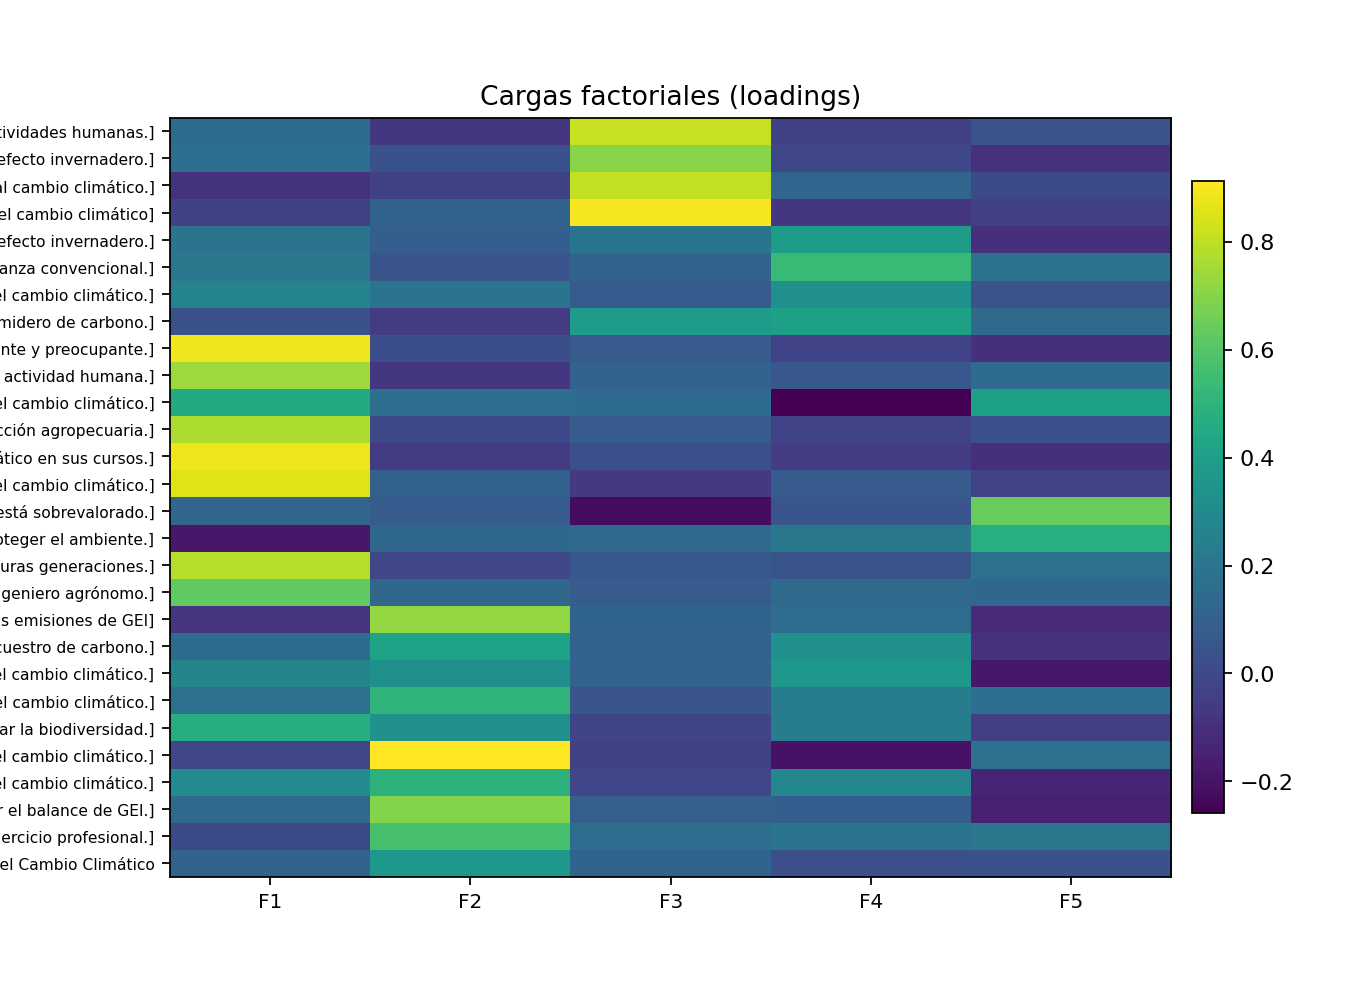 Cargas factoriales (loadings)
tividades humanas.]
efecto invernadero.]
al cambio climático.]
el cambio climático]
efecto invernadero.]
anza convencional.]
el cambio climático.]
midero de carbono.]
nte y preocupante.]
actividad humana.]
el cambio climático.]
cción agropecuaria.]
ático en sus cursos.]
el cambio climático.]
está sobrevalorado.]
oteger el ambiente.]
uras generaciones.]
geniero agrónomo.]
s emisiones de GEI]
cuestro de carbono.]
el cambio climático.]
el cambio climático.]
ar la biodiversidad.]
el cambio climático.]
el cambio climático.]
r el balance de GEI.]
ercicio profesional.]
el Cambio Climático
F1 F2 F3 F4 F5
0.8
0.6
0.4
0.2
0.0
−0.2